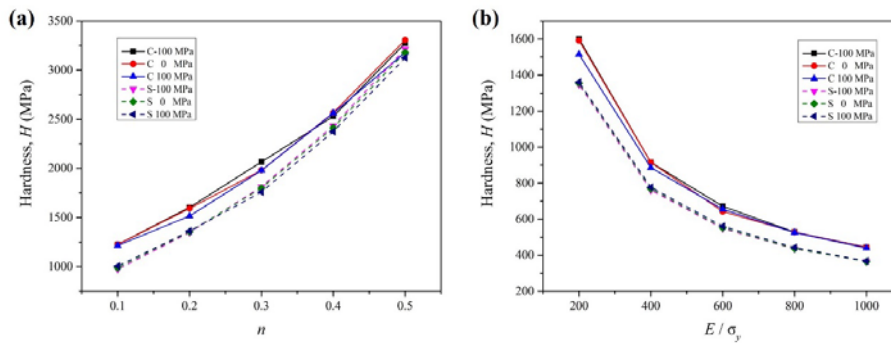 (a)
3500
3000
2500
2000
1500
1000
Hardness, H (MPa)
C-100 MPa
C 0 MPa
C 100 MPa
S-100 MPa
S 0 MPa
S 100 MPa
0.1 0.2 0.3 0.4 0.5
n
(b)
1600
1400
1200
1000
800
600
400
200
Hardness, H (MPa)
C-100 MPa
C 0 MPa
C 100 MPa
S-100 MPa
S 0 MPa
S 100 MPa
200 400 600 800 1000
E / σy